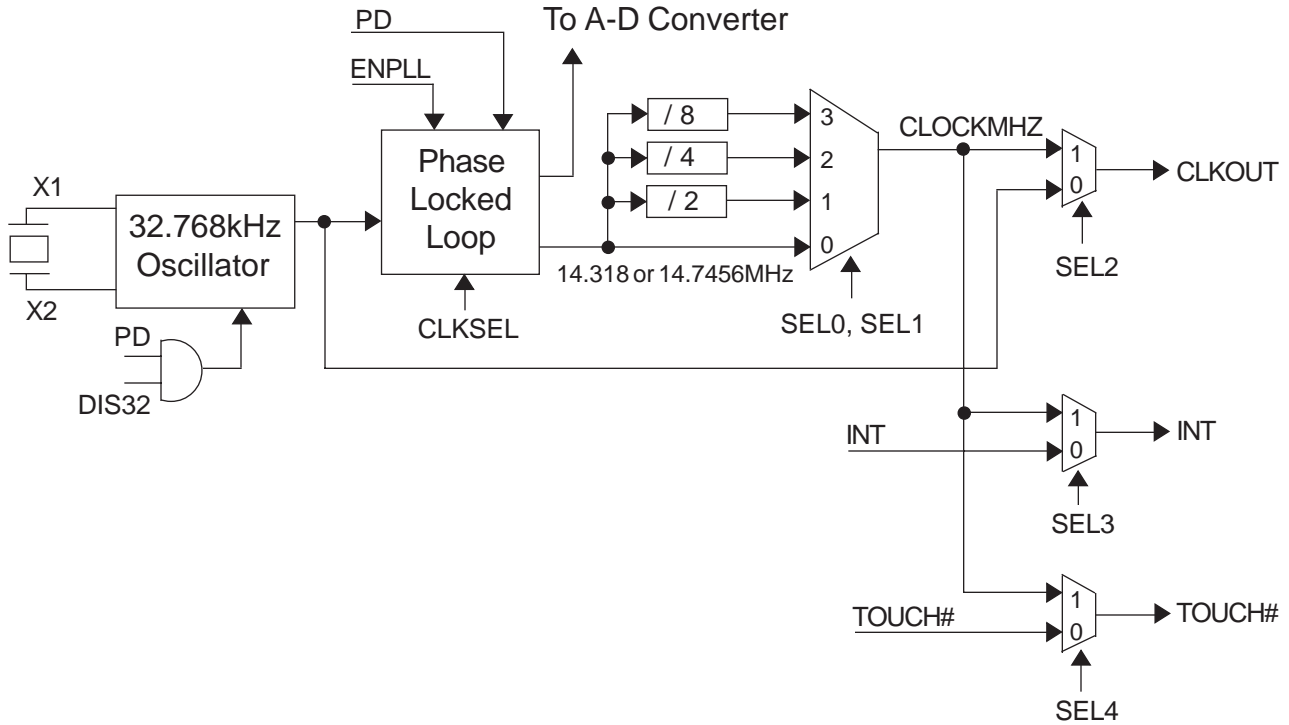 PD
To A-D Converter
ENPLL
/ 8
/ 4
/ 2
3
2
1
0
CLOCKMHZ
1
0
CLKOUT
SEL2
X1
32.768kHz
Oscillator
X2
Phase
Locked
Loop
14.318 or 14.7456MHz
CLKSEL
SEL0, SEL1
PD
DIS32
INT
1
0
INT
SEL3
TOUCH#
1
0
TOUCH#
SEL4